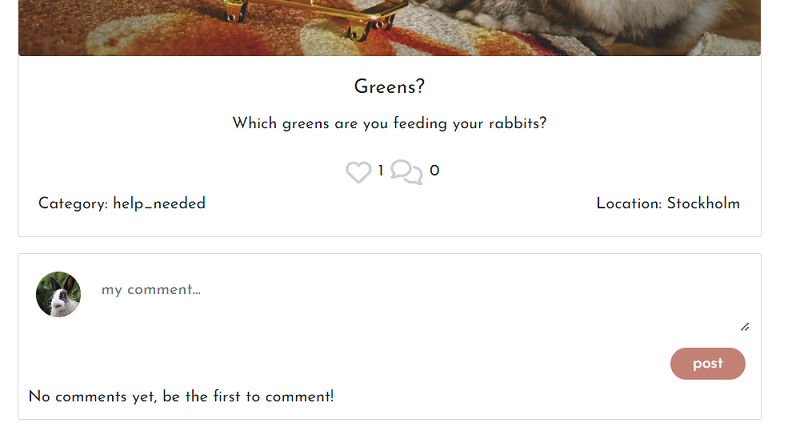 Greens?
Which greens are you feeding your rabbits?
1 0
Category: help_needed Location: Stockholm
my comment...
post
No comments yet, be the first to comment!